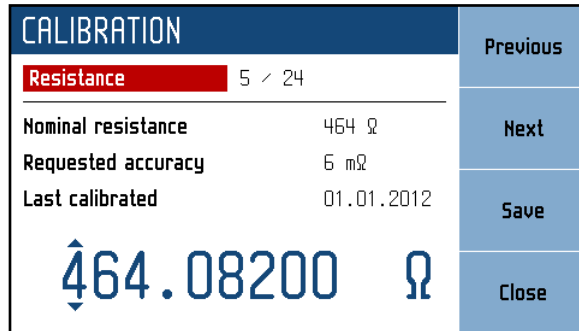 CALIBRATION
Resistance 5 / 24
Nominal resistance 464 Ω
Requested accuracy 6 mΩ
Last calibrated 01.01.2012
464.08200 Ω
Previous
Next
Save
Close